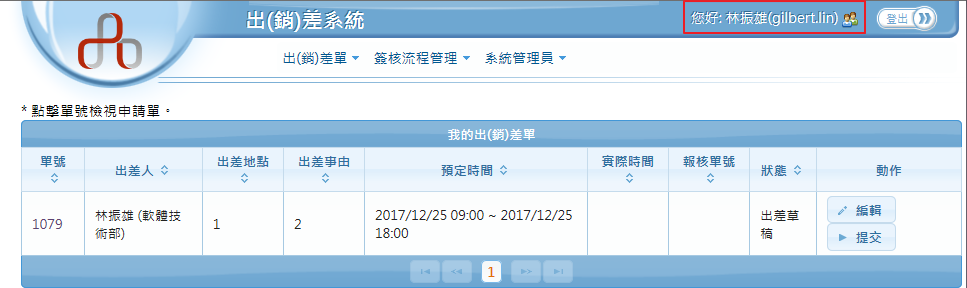 出(銷)差系統
您好: 林振雄(gilbert.lin)
登出
出(銷)差單 簽核流程管理 系統管理員
* 點擊單號檢視申請單。
我的出(銷)差單
單號 出差人 出差地點 出差事由 預定時間 實際時間 報核單號 狀態 動作
1079 林振雄 (軟體技術部) 1 2 2017/12/25 09:00 ~ 2017/12/25 18:00 出差草稿 編輯 提交
1